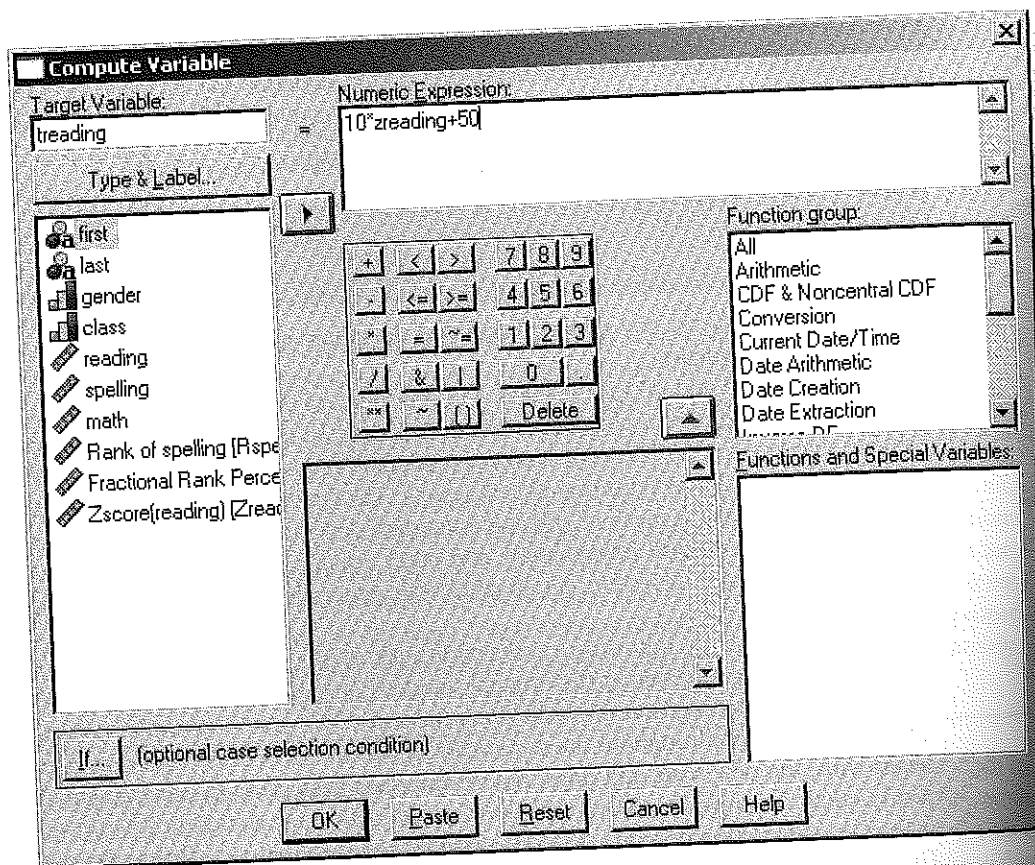 Compute Variable
Target Variable:
treading
=
Numeric Expression:
10*zreading+50
Type & Label...
first
last
gender
class
reading
spelling
math
Rank of spelling [Rspe
Fractional Rank Perce
Zscore(reading) [Zread
+ < > 7 8 9
- <= >= 4 5 6
* = ~= 1 2 3
/ & | 0 .
** ~ () Delete
Function group:
All
Arithmetic
CDF & Noncentral CDF
Conversion
Current Date/Time
Date Arithmetic
Date Creation
Date Extraction
Functions and Special Variables:
If... (optional case selection condition)
OK Paste Reset Cancel Help